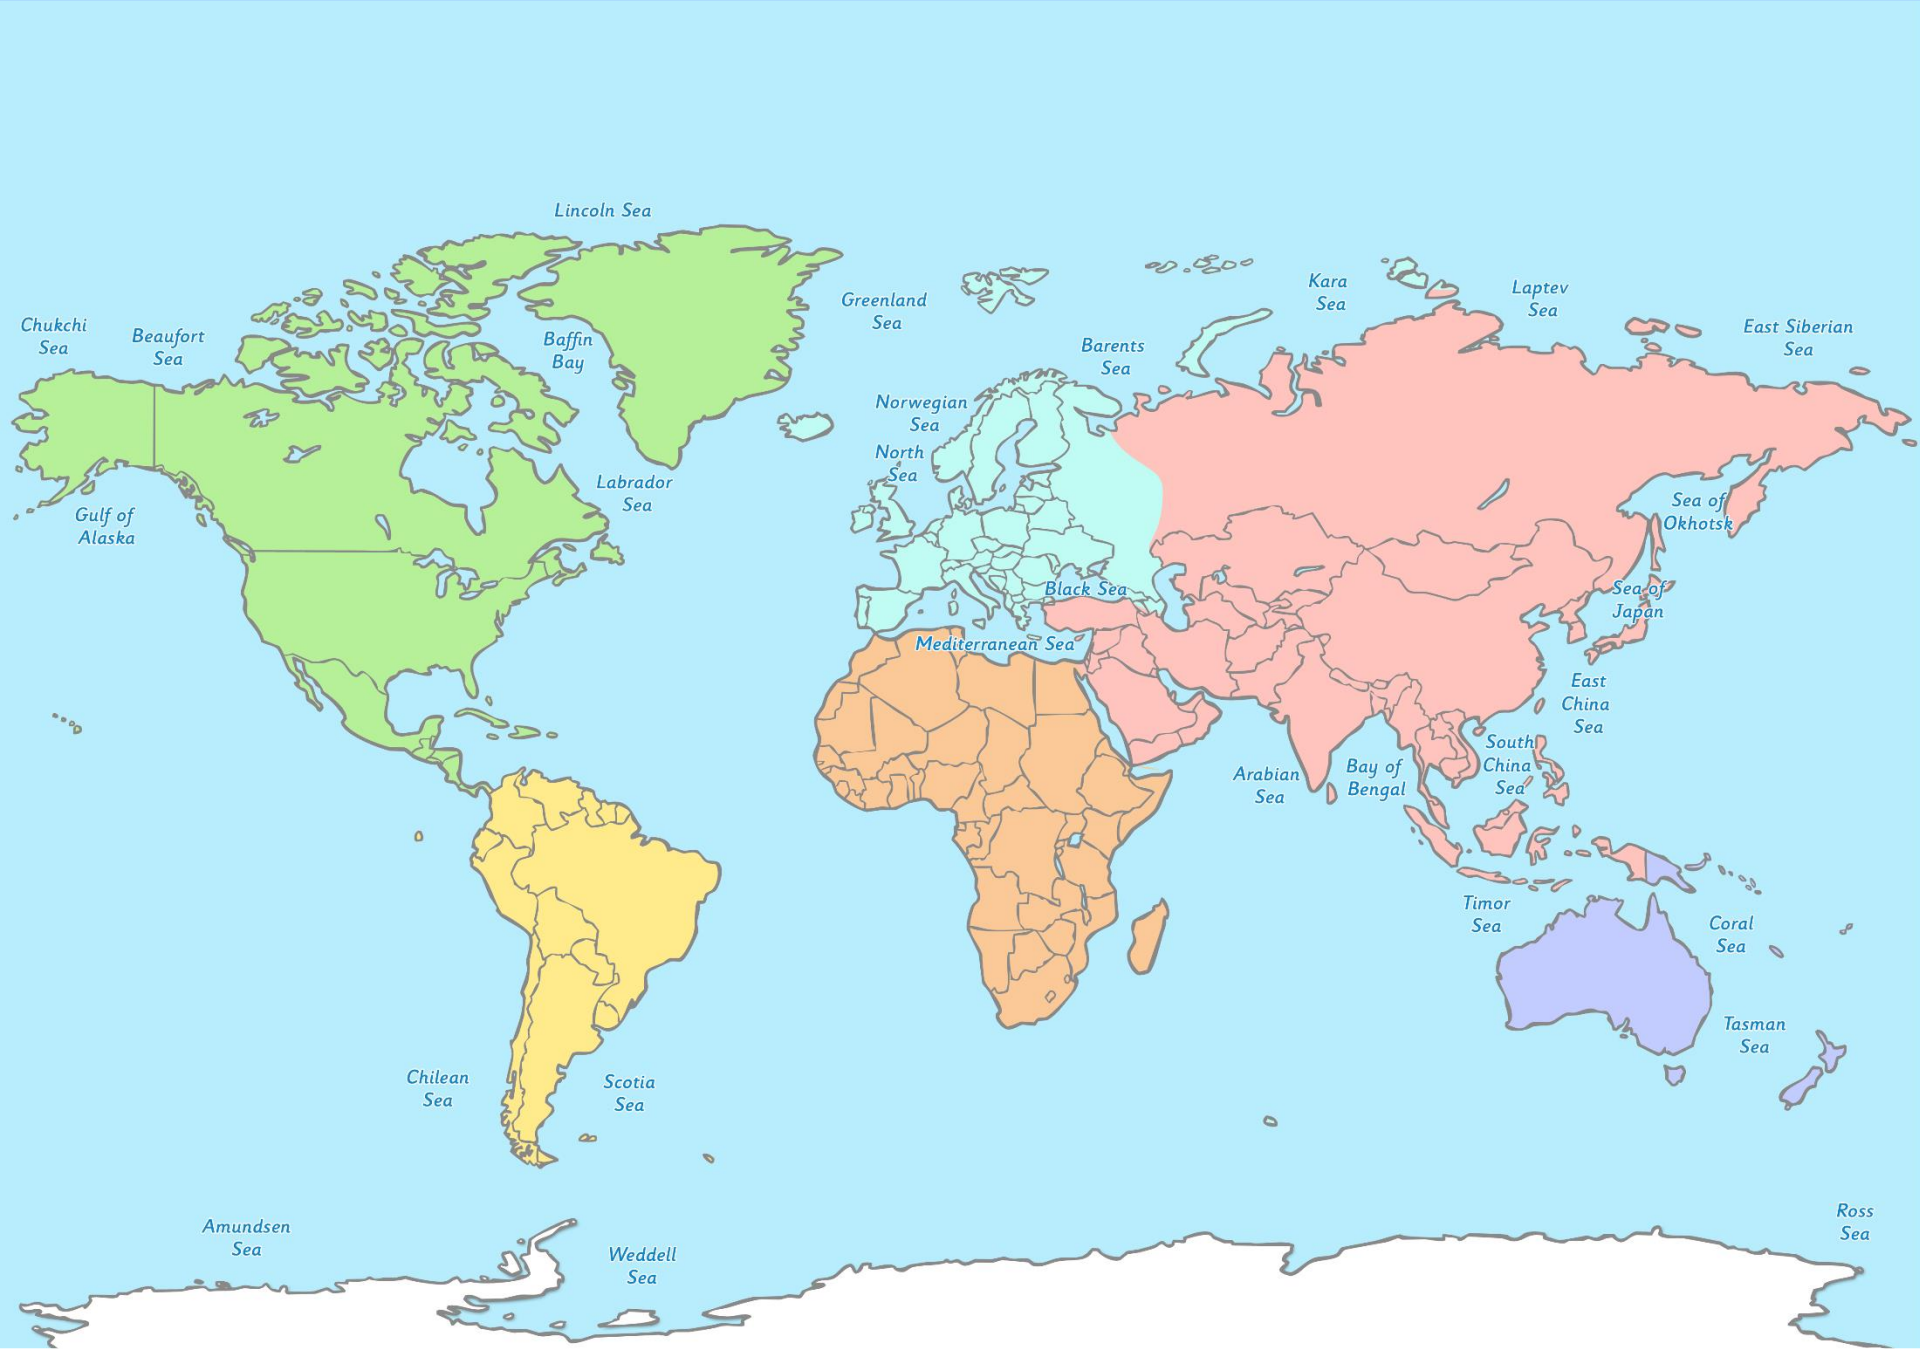 Lincoln Sea
Chukchi
Sea
Beaufort
Sea
Baffin
Bay
Greenland
Sea
Kara
Sea
Laptev
Sea
East Siberian
Sea
Barents
Sea
Norwegian
Sea
North
Sea
Labrador
Sea
Gulf of
Alaska
Sea of
Okhotsk
Black Sea
Sea of
Japan
Mediterranean Sea
East
China
Sea
South
China
Sea
Arabian
Sea
Bay of
Bengal
Timor
Sea
Coral
Sea
Tasman
Sea
Chilean
Sea
Scotia
Sea
Amundsen
Sea
Weddell
Sea
Ross
Sea